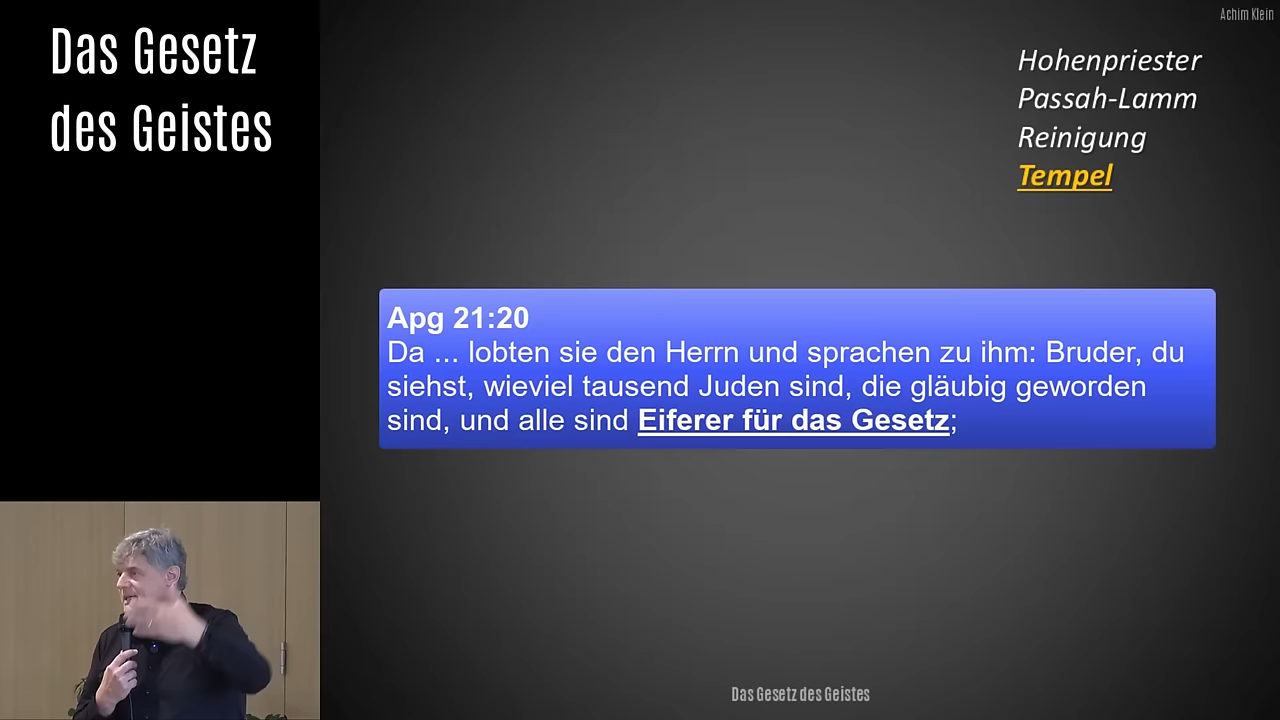 Das Gesetz
des Geistes
Achim Klein
Hohenpriester
Passah-Lamm
Reinigung
Tempel
Apg 21:20
Da ... lobten sie den Herrn und sprachen zu ihm: Bruder, du
siehst, wieviel tausend Juden sind, die gläubig geworden
sind, und alle sind Eiferer für das Gesetz;
Das Gesetz des Geistes